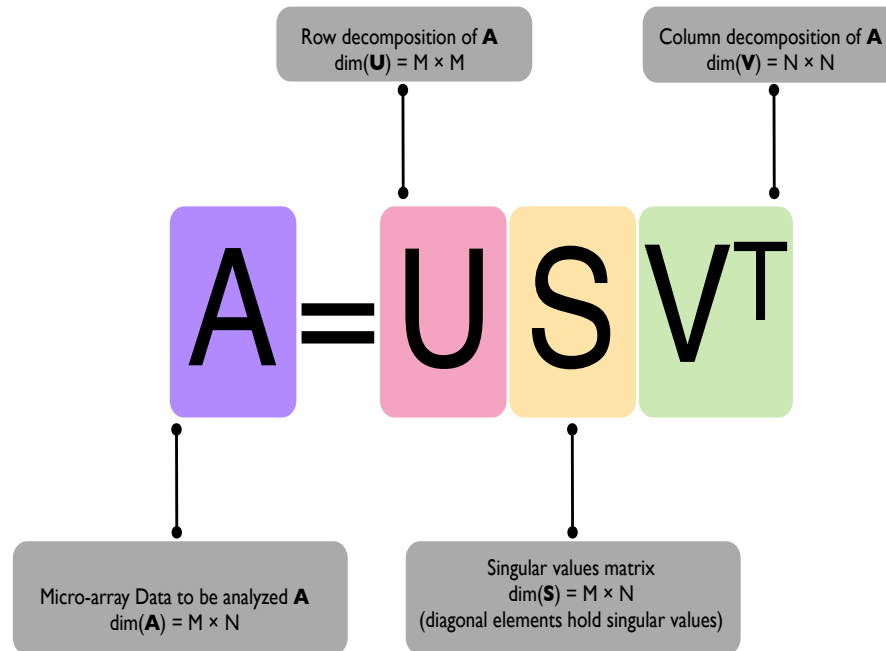 Row decomposition of A
dim(U) = M × M
Column decomposition of A
dim(V) = N × N
A=USVT
Micro-array Data to be analyzed A
dim(A) = M × N
Singular values matrix
dim(S) = M × N
(diagonal elements hold singular values)